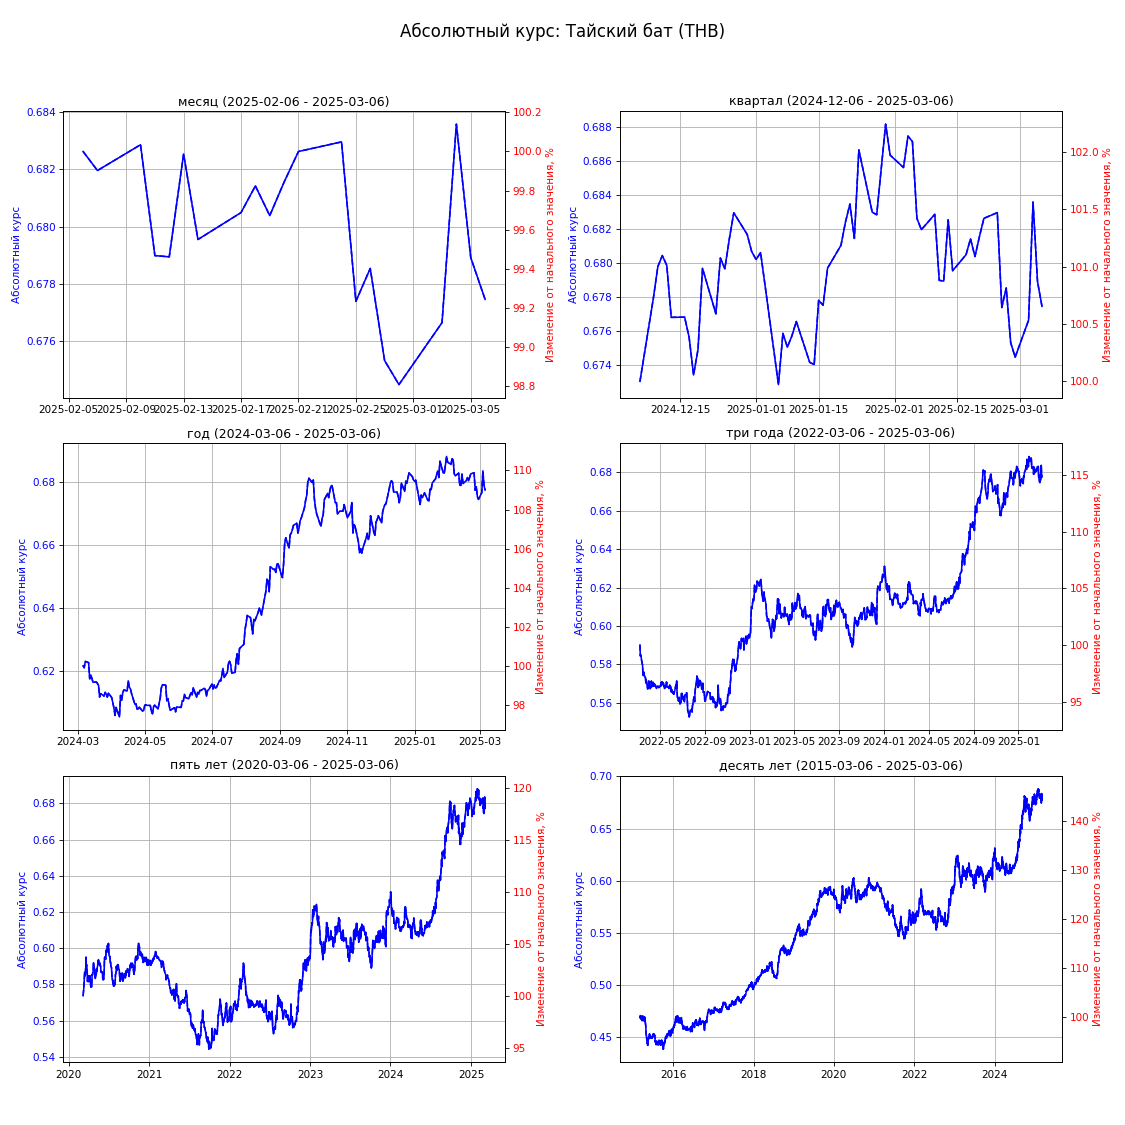 Абсолютный курс: Тайский бат (THB)
месяц (2025-02-06 - 2025-03-06)
Абсолютный курс
0.684
0.682
0.680
0.678
0.676
100.2
100.0
99.8
99.6
99.4
99.2
99.0
98.8
Изменение от начального значения, %
2025-02-05 2025-02-09 2025-02-13 2025-02-17 2025-02-21 2025-02-25 2025-03-01 2025-03-05
квартал (2024-12-06 - 2025-03-06)
Абсолютный курс
0.688
0.686
0.684
0.682
0.680
0.678
0.676
0.674
102.0
101.5
101.0
100.5
100.0
Изменение от начального значения, %
2024-12-15 2025-01-01 2025-01-15 2025-02-01 2025-02-15 2025-03-01
год (2024-03-06 - 2025-03-06)
Абсолютный курс
0.68
0.66
0.64
0.62
110
108
106
104
102
100
98
Изменение от начального значения, %
2024-03 2024-05 2024-07 2024-09 2024-11 2025-01 2025-03
три года (2022-03-06 - 2025-03-06)
Абсолютный курс
0.68
0.66
0.64
0.62
0.60
0.58
0.56
115
110
105
100
95
Изменение от начального значения, %
2022-05 2022-09 2023-01 2023-05 2023-09 2024-01 2024-05 2024-09 2025-01
пять лет (2020-03-06 - 2025-03-06)
Абсолютный курс
0.68
0.66
0.64
0.62
0.60
0.58
0.56
0.54
120
115
110
105
100
95
Изменение от начального значения, %
2020 2021 2022 2023 2024 2025
десять лет (2015-03-06 - 2025-03-06)
Абсолютный курс
0.70
0.65
0.60
0.55
0.50
0.45
140
130
120
110
100
Изменение от начального значения, %
2016 2018 2020 2022 2024